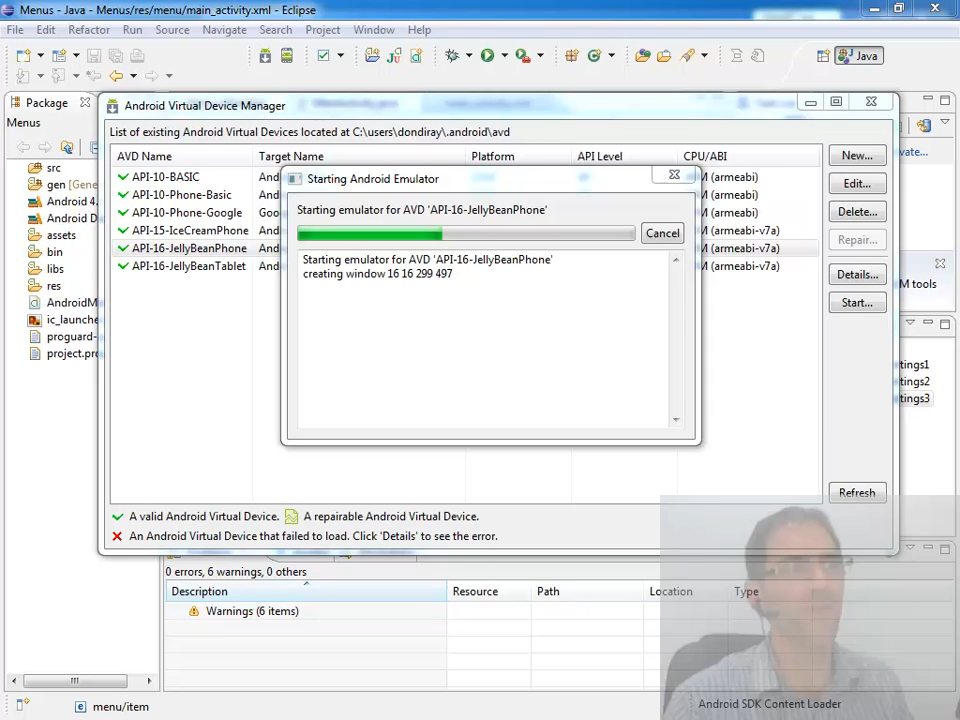 Menus - Java - Menus/res/menu/main_activity.xml - Eclipse
File Edit Refactor Run Source Navigate Search Project Window Help
Java
Package
Menus
src
gen [Gene
Android 4.
Android D
assets
bin
libs
res
AndroidM
ic_launche
proguard-
project.pro
Android Virtual Device Manager
List of existing Android Virtual Devices located at C:\users\dondiray\.android\avd
AVD Name Target Name Platform API Level CPU/ABI
API-10-BASIC And M (armeabi)
API-10-Phone-Basic And M (armeabi)
API-10-Phone-Google Goo M (armeabi)
API-15-IceCreamPhone And M (armeabi-v7a)
API-16-JellyBeanPhone And M (armeabi-v7a)
API-16-JellyBeanTablet And M (armeabi-v7a)
New...
Edit...
Delete...
Repair...
Details...
Start...
Refresh
Starting Android Emulator
Starting emulator for AVD 'API-16-JellyBeanPhone'
Cancel
Starting emulator for AVD 'API-16-JellyBeanPhone'
creating window 16 16 299 497
A valid Android Virtual Device. A repairable Android Virtual Device.
An Android Virtual Device that failed to load. Click 'Details' to see the error.
vate...
M tools
tings1
tings2
tings3
0 errors, 6 warnings, 0 others
Description Resource Path Location Type
Warnings (6 items)
menu/item
Android SDK Content Loader